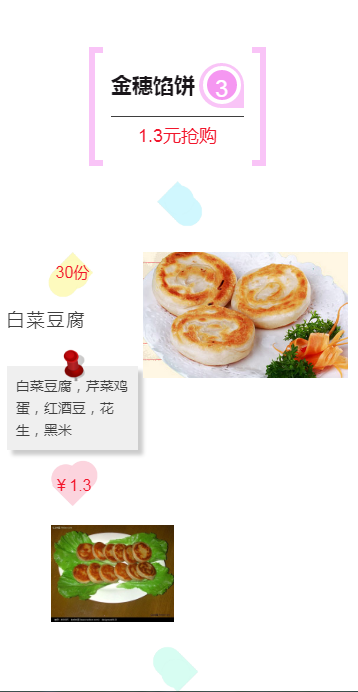 金穗馅饼 3
1.3元抢购
30份
白菜豆腐
白菜豆腐，芹菜鸡
蛋，红酒豆，花
生，黑米
￥1.3